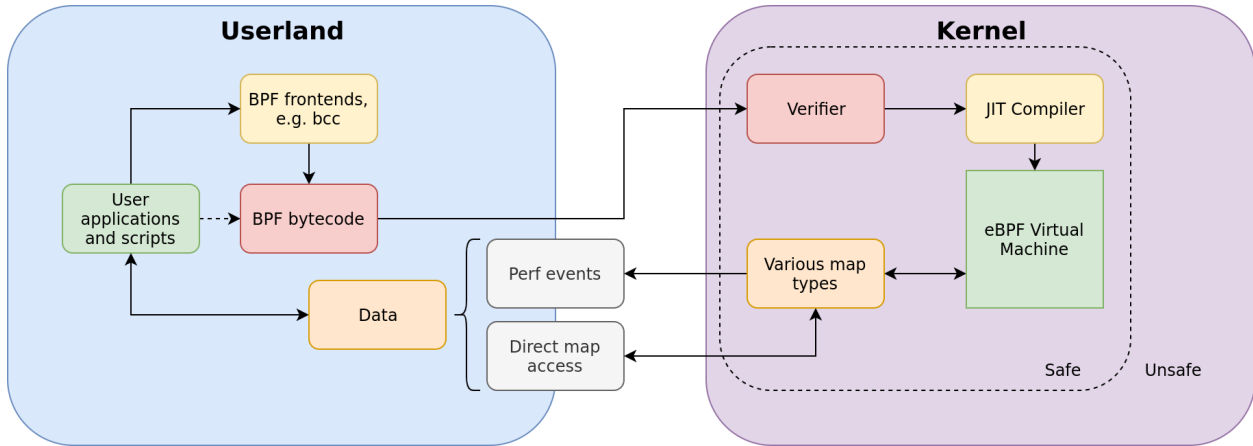 Userland
BPF frontends,
e.g. bcc
User
applications
and scripts
BPF bytecode
Data
Perf events
Direct map
access
Kernel
Verifier
JIT Compiler
eBPF Virtual
Machine
Various map
types
Safe
Unsafe